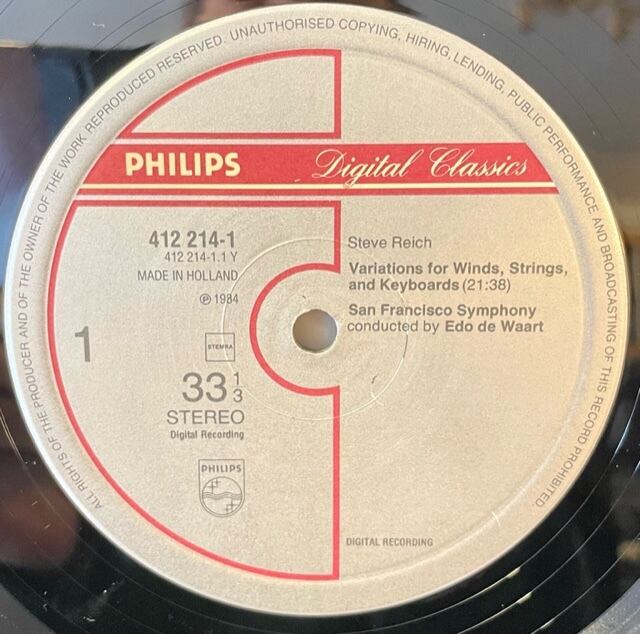 ALL RIGHTS OF THE PRODUCER AND OF THE OWNER OF THE WORK REPRODUCED RESERVED. UNAUTHORISED COPYING, HIRING, LENDING, PUBLIC PERFORMANCE AND BROADCASTING OF THIS RECORD PROHIBITED.
PHILIPS Digital Classics
412 214-1
412 214-1.1 Y
MADE IN HOLLAND
℗ 1984
STEMRA
1
33 1/3
STEREO
Digital Recording
PHILIPS
Steve Reich
Variations for Winds, Strings,
and Keyboards (21:38)
San Francisco Symphony
conducted by Edo de Waart
DIGITAL RECORDING